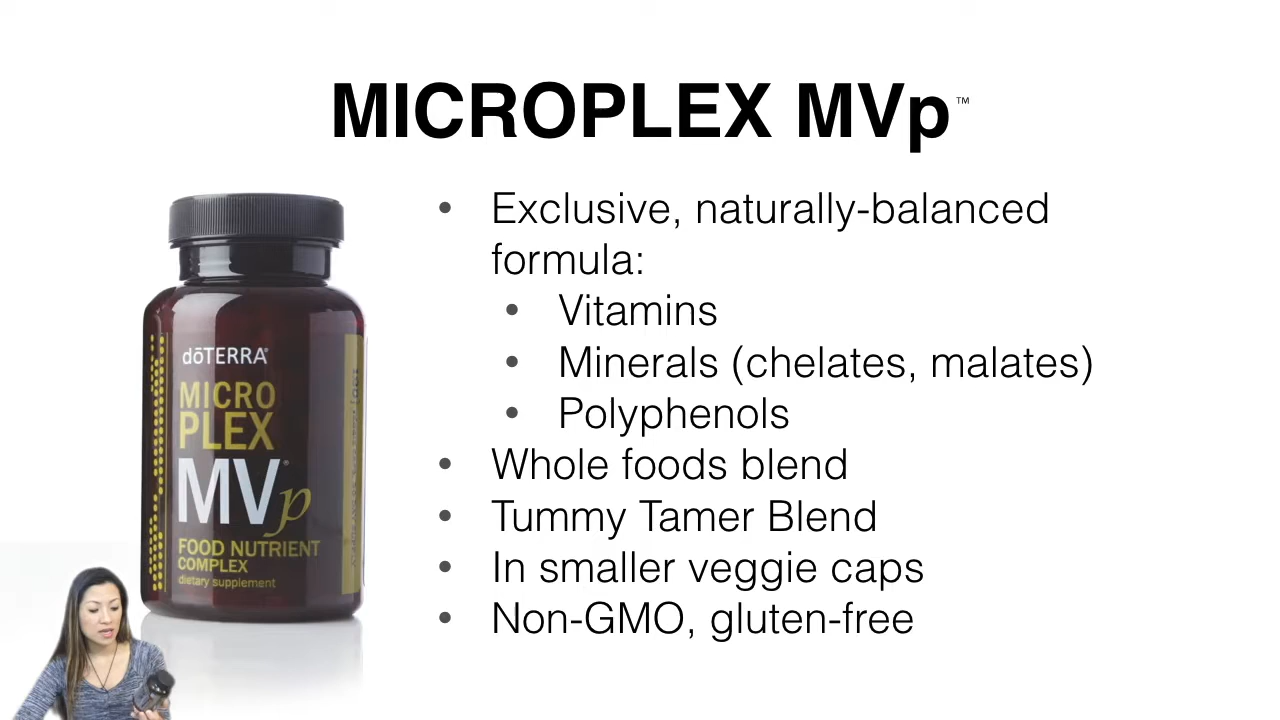 MICROPLEX MVp™
• Exclusive, naturally-balanced
formula:
• Vitamins
• Minerals (chelates, malates)
• Polyphenols
• Whole foods blend
• Tummy Tamer Blend
• In smaller veggie caps
• Non-GMO, gluten-free
dōTERRA®
MICRO
PLEX
MVp®
FOOD NUTRIENT
COMPLEX
dietary supplement